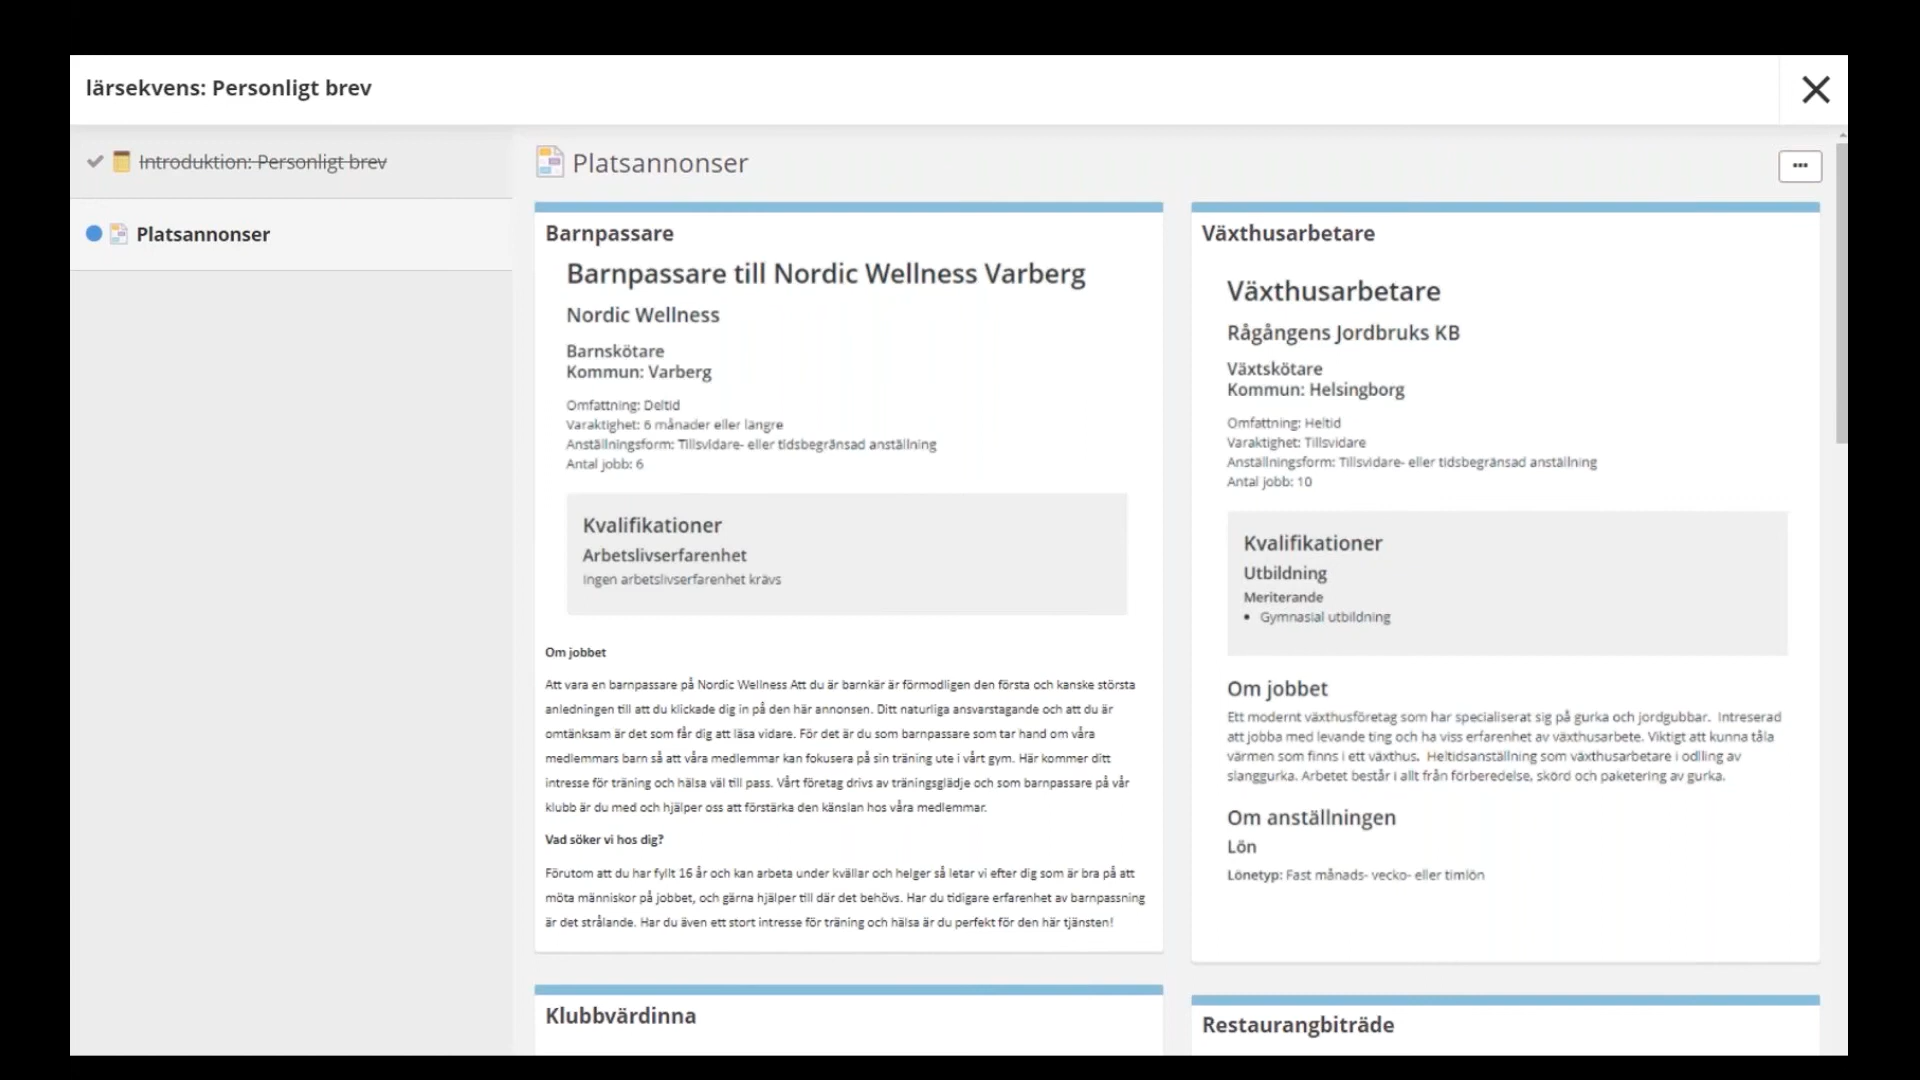 lärsekvens: Personligt brev
Introduktion: Personligt brev
Platsannonser
Platsannonser
Barnpassare
Barnpassare till Nordic Wellness Varberg
Nordic Wellness
Barnskötare
Kommun: Varberg
Omfattning: Deltid
Varaktighet: 6 månader eller längre
Anställningsform: Tillsvidare- eller tidsbegränsad anställning
Antal jobb: 6
Kvalifikationer
Arbetslivserfarenhet
Ingen arbetslivserfarenhet krävs
Om jobbet
Att vara en barnpassare på Nordic Wellness Att du är barnkär är förmodligen den första och kanske största
anledningen till att du klickade dig in på den här annonsen. Ditt naturliga ansvarstagande och att du är
omtänksam är det som får dig att läsa vidare. För det är du som barnpassare som tar hand om våra
medlemmars barn så att våra medlemmar kan fokusera på sin träning ute i vårt gym. Här kommer ditt
intresse för träning och hälsa väl till pass. Vårt företag drivs av träningsglädje och som barnpassare på vår
klubb är du med och hjälper oss att förstärka den känslan hos våra medlemmar.
Vad söker vi hos dig?
Förutom att du har fyllt 16 år och kan arbeta under kvällar och helger så letar vi efter dig som är bra på att
möta människor på jobbet, och gärna hjälper till där det behövs. Har du tidigare erfarenhet av barnpassning
är det strålande. Har du även ett stort intresse för träning och hälsa är du perfekt för den här tjänsten!
Växthusarbetare
Växthusarbetare
Rågångens Jordbruks KB
Växtskötare
Kommun: Helsingborg
Omfattning: Heltid
Varaktighet: Tillsvidare
Anställningsform: Tillsvidare- eller tidsbegränsad anställning
Antal jobb: 10
Kvalifikationer
Utbildning
Meriterande
• Gymnasial utbildning
Om jobbet
Ett modernt växthusföretag som har specialiserat sig på gurka och jordgubbar. Intreserad
att jobba med levande ting och ha viss erfarenhet av växthusarbete. Viktigt att kunna tåla
värmen som finns i ett växthus. Heltidsanställning som växthusarbetare i odling av
slanggurka. Arbetet består i allt från förberedelse, skörd och paketering av gurka.
Om anställningen
Lön
Lönetyp: Fast månads- vecko- eller timlön
Klubbvärdinna
Restaurangbiträde